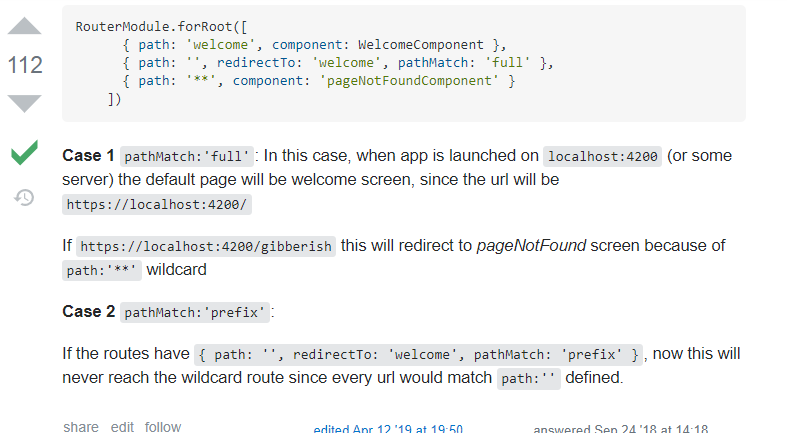 RouterModule.forRoot([
{ path: 'welcome', component: WelcomeComponent },
112
{ path: '', redirectTo: 'welcome', pathMatch: 'full' },
{ path: '**', component: 'pageNotFoundComponent' }
])
Case 1 pathMatch:'full' : In this case, when app is launched on localhost:4200 (or some
server) the default page will be welcome screen, since the url will be
https://localhost:4200/
If https://localhost:4200/gibberish this will redirect to pageNotFound screen because of
path:'**' wildcard
Case 2 pathMatch:'prefix' :
If the routes have { path: '', redirectTo: 'welcome', pathMatch: 'prefix' } , now this will
never reach the wildcard route since every url would match path:'' defined.
share edit follow
edited Apr 12 '19 at 19:50
answered Sep 24 '18 at 14:18